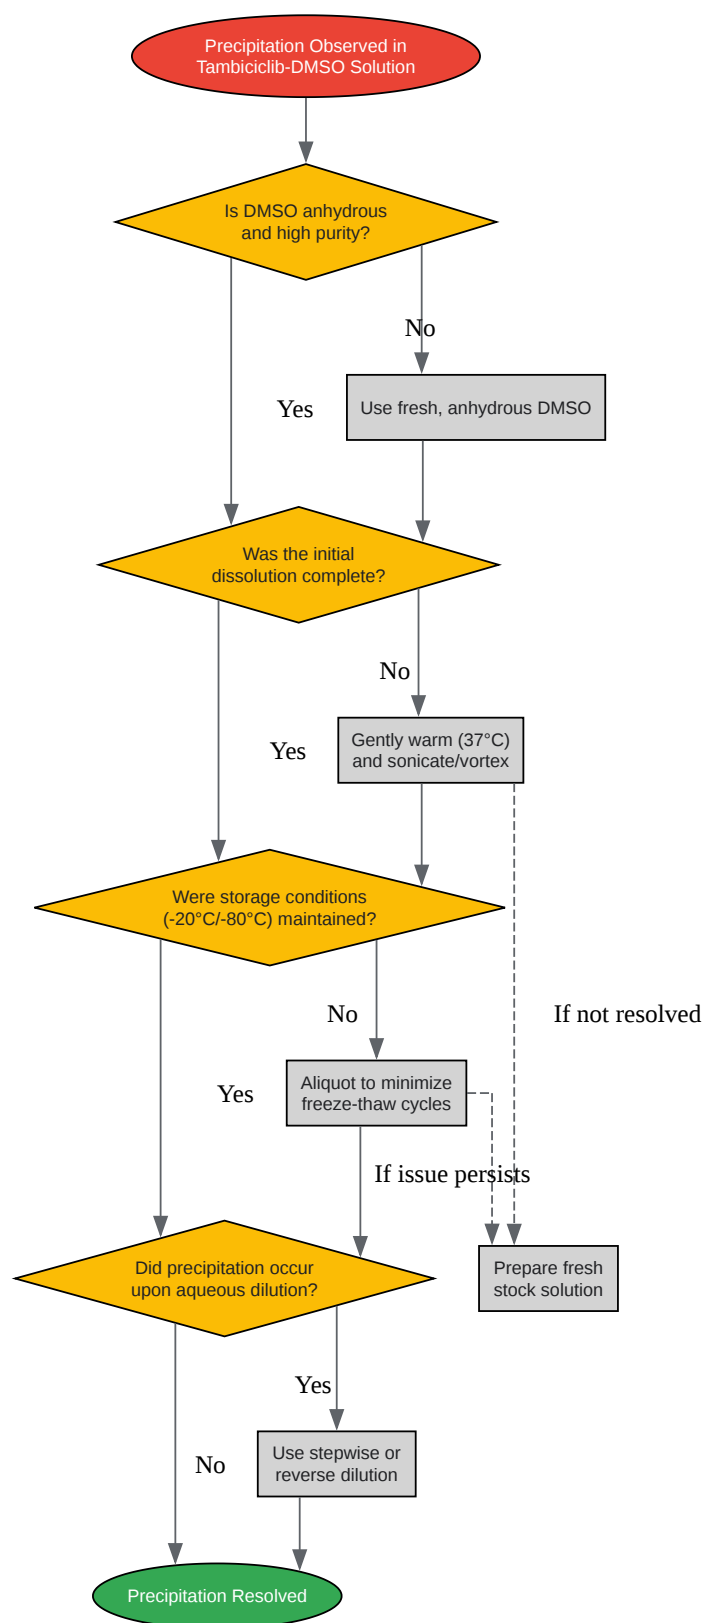 Precipitation Observed in
Tambiciclib-DMSO Solution
Is DMSO anhydrous
and high purity?
No
Yes
Use fresh, anhydrous DMSO
Was the initial
dissolution complete?
No
Yes
Gently warm (37°C)
and sonicate/vortex
Were storage conditions
(-20°C/-80°C) maintained?
No
If not resolved
Yes
Aliquot to minimize
freeze-thaw cycles
If issue persists
Did precipitation occur
upon aqueous dilution?
Prepare fresh
stock solution
Yes
No
Use stepwise or
reverse dilution
Precipitation Resolved